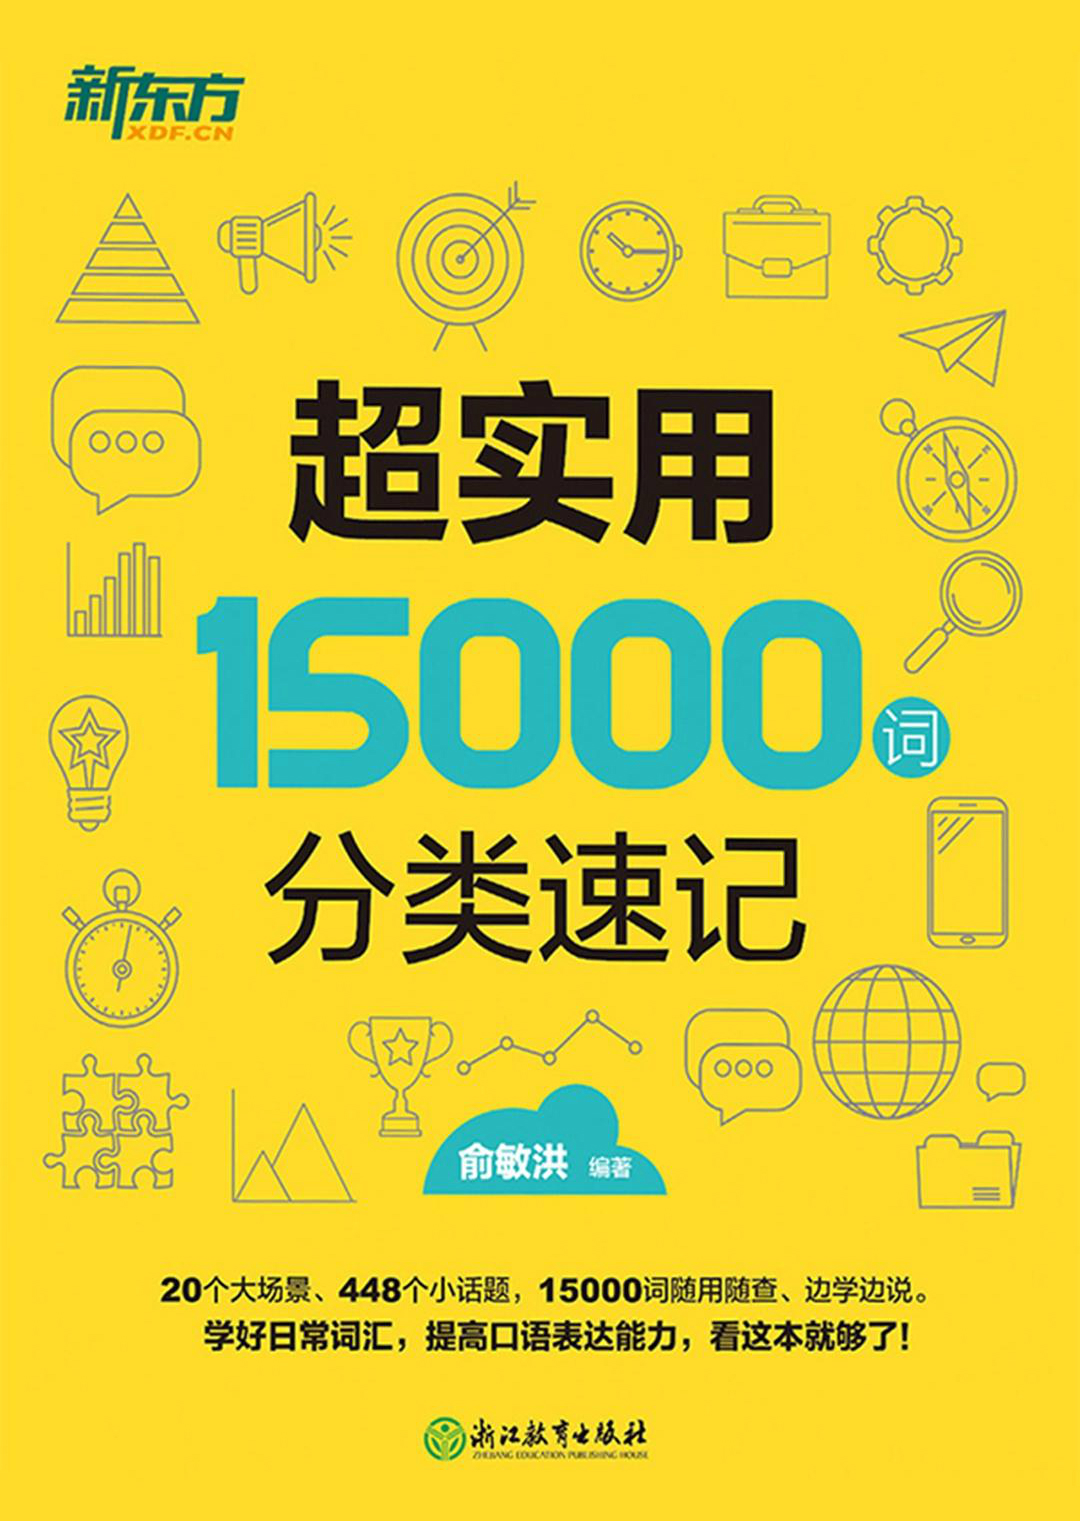 新东方
XDF.CN
超实用
15000词
分类速记
俞敏洪 编著
20个大场景、448个小话题，15000词随用随查、边学边说。
学好日常词汇，提高口语表达能力，看这本就够了！
浙江教育出版社
ZHEJIANG EDUCATION PUBLISHING HOUSE